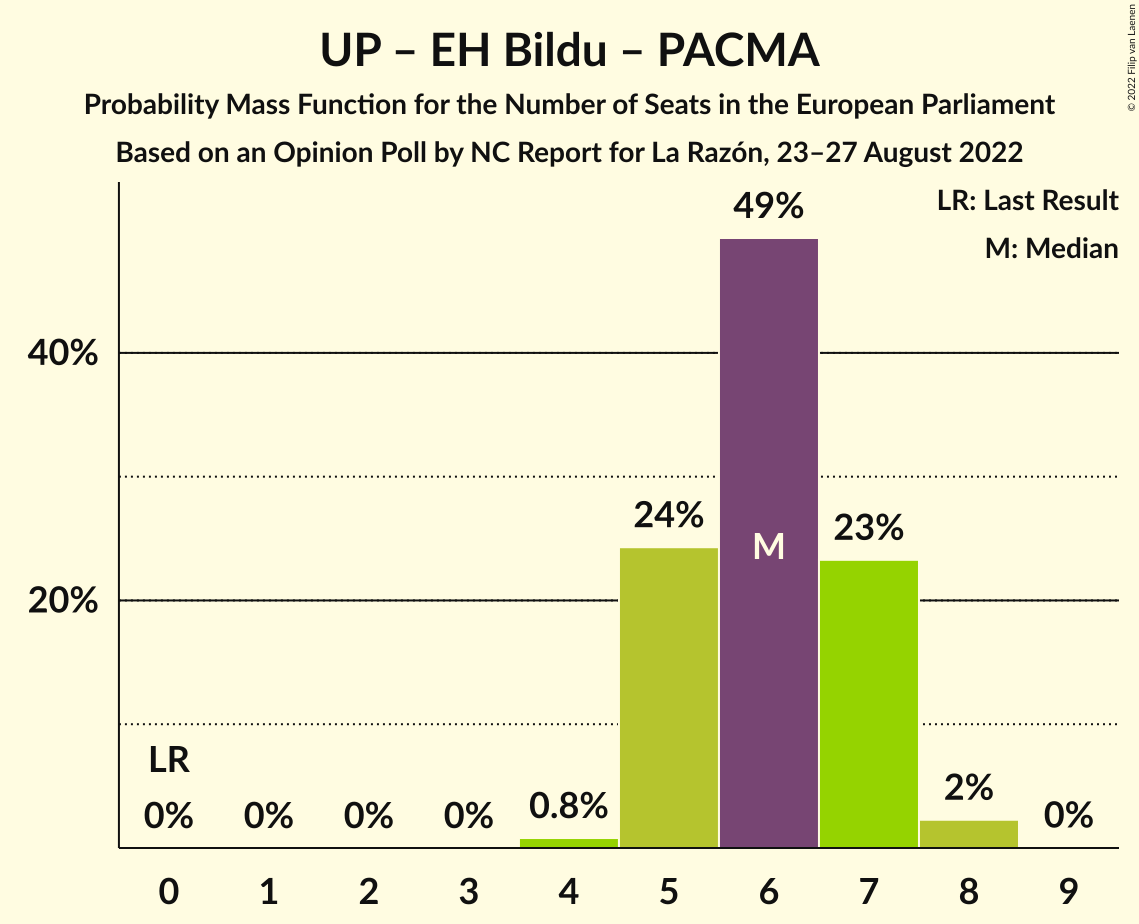 UP – EH Bildu – PACMA
Probability Mass Function for the Number of Seats in the European Parliament
Based on an Opinion Poll by NC Report for La Razón, 23–27 August 2022
© 2022 Filip van Laenen
LR: Last Result
M: Median
49%
40%
24%
23%
M
20%
LR
0%
0%
0%
0%
0.8%
2%
0%
0 1 2 3 4 5 6 7 8 9